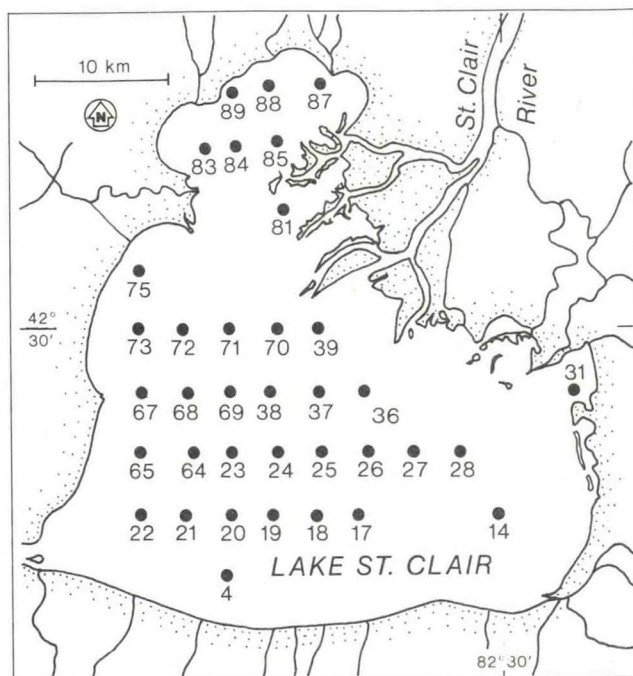 10 km
N
St. Clair
River
89 88 87
83 84 85
81
75
42°
30'
73 72 71 70 39
31
67 68 69 38 37 36
65 64 23 24 25 26 27 28
22 21 20 19 18 17 14
LAKE ST. CLAIR
4
82° 30'